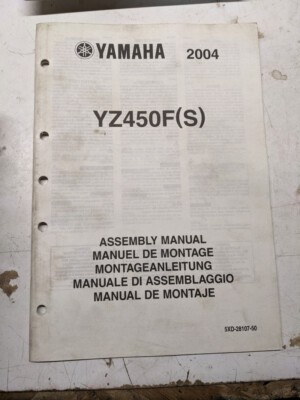 YAMAHA 2004
YZ450F(S)
ASSEMBLY MANUAL
MANUEL DE MONTAGE
MONTAGEANLEITUNG
MANUALE DI ASSEMBLAGGIO
MANUAL DE MONTAJE
5XD-28107-50